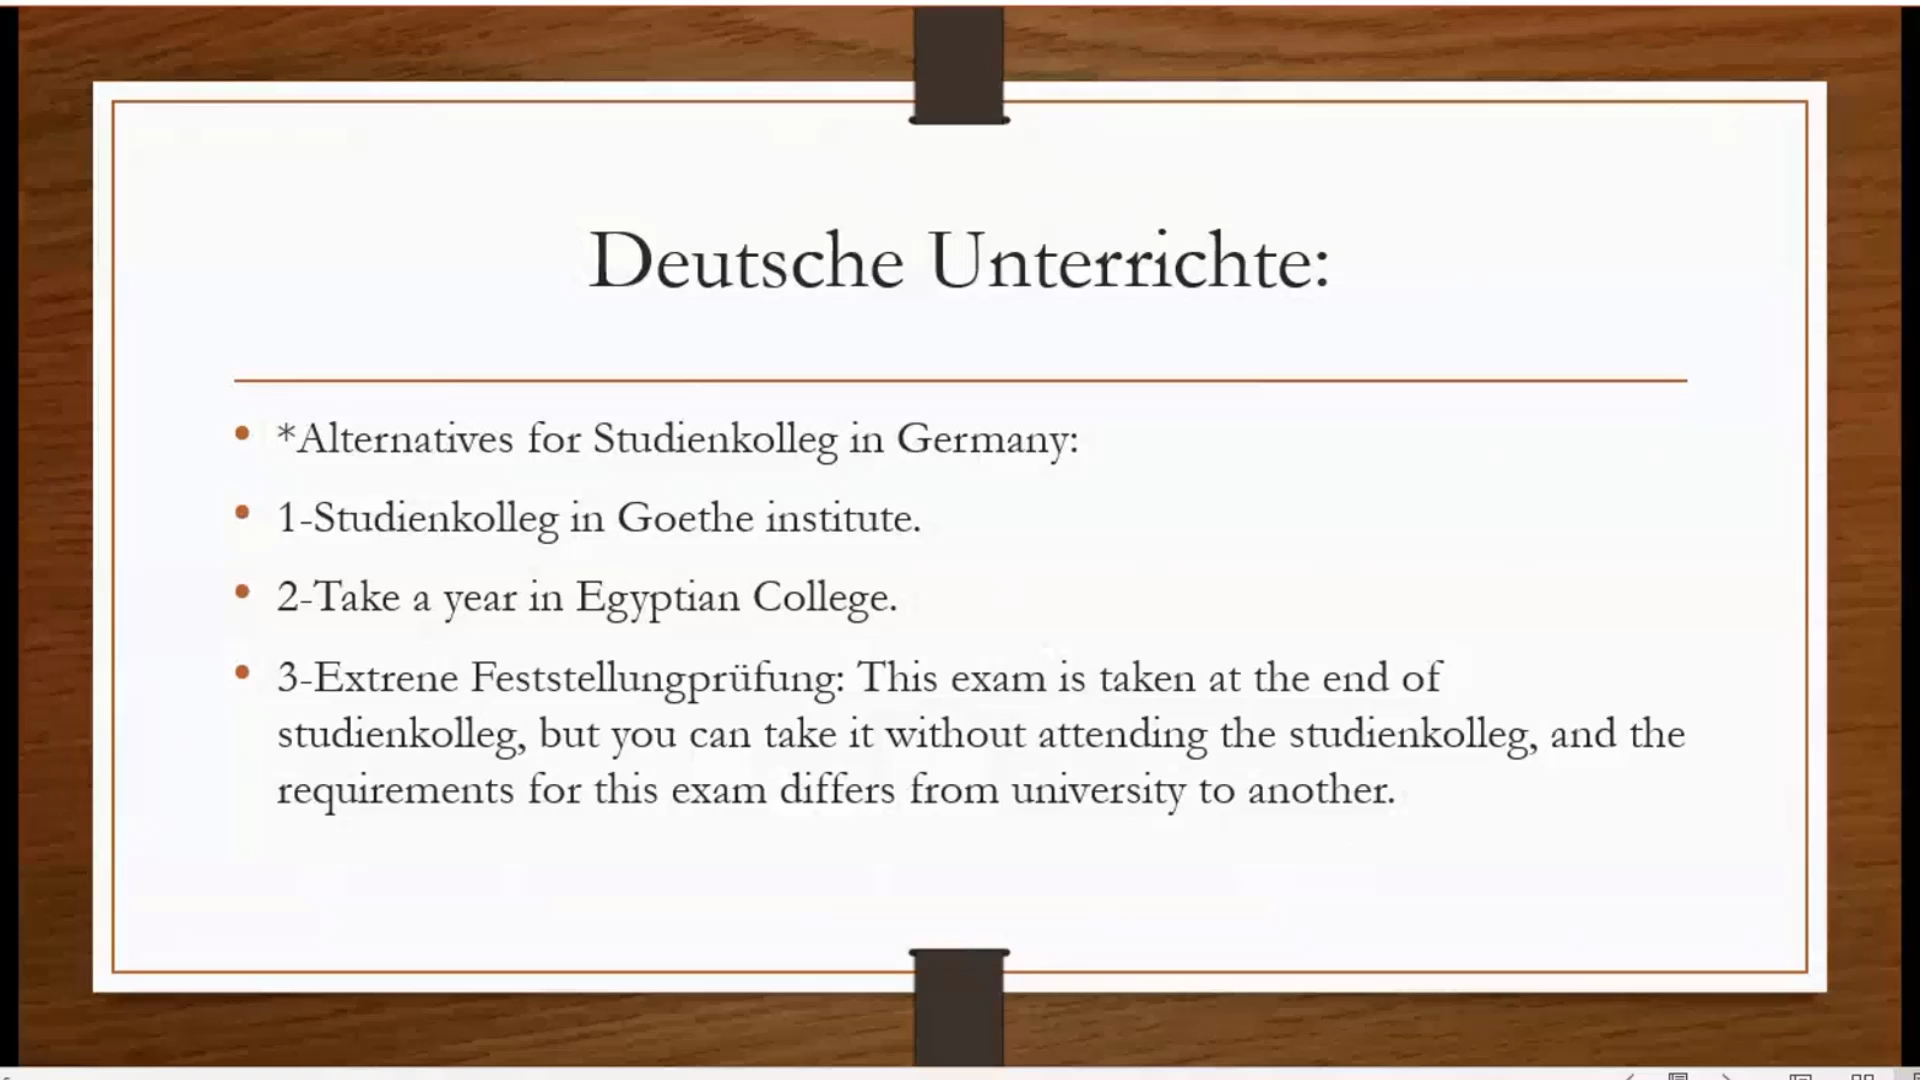 Deutsche Unterrichte:
• *Alternatives for Studienkolleg in Germany:
• 1-Studienkolleg in Goethe institute.
• 2-Take a year in Egyptian College.
• 3-Extrene Feststellungprüfung: This exam is taken at the end of
studienkolleg, but you can take it without attending the studienkolleg, and the
requirements for this exam differs from university to another.